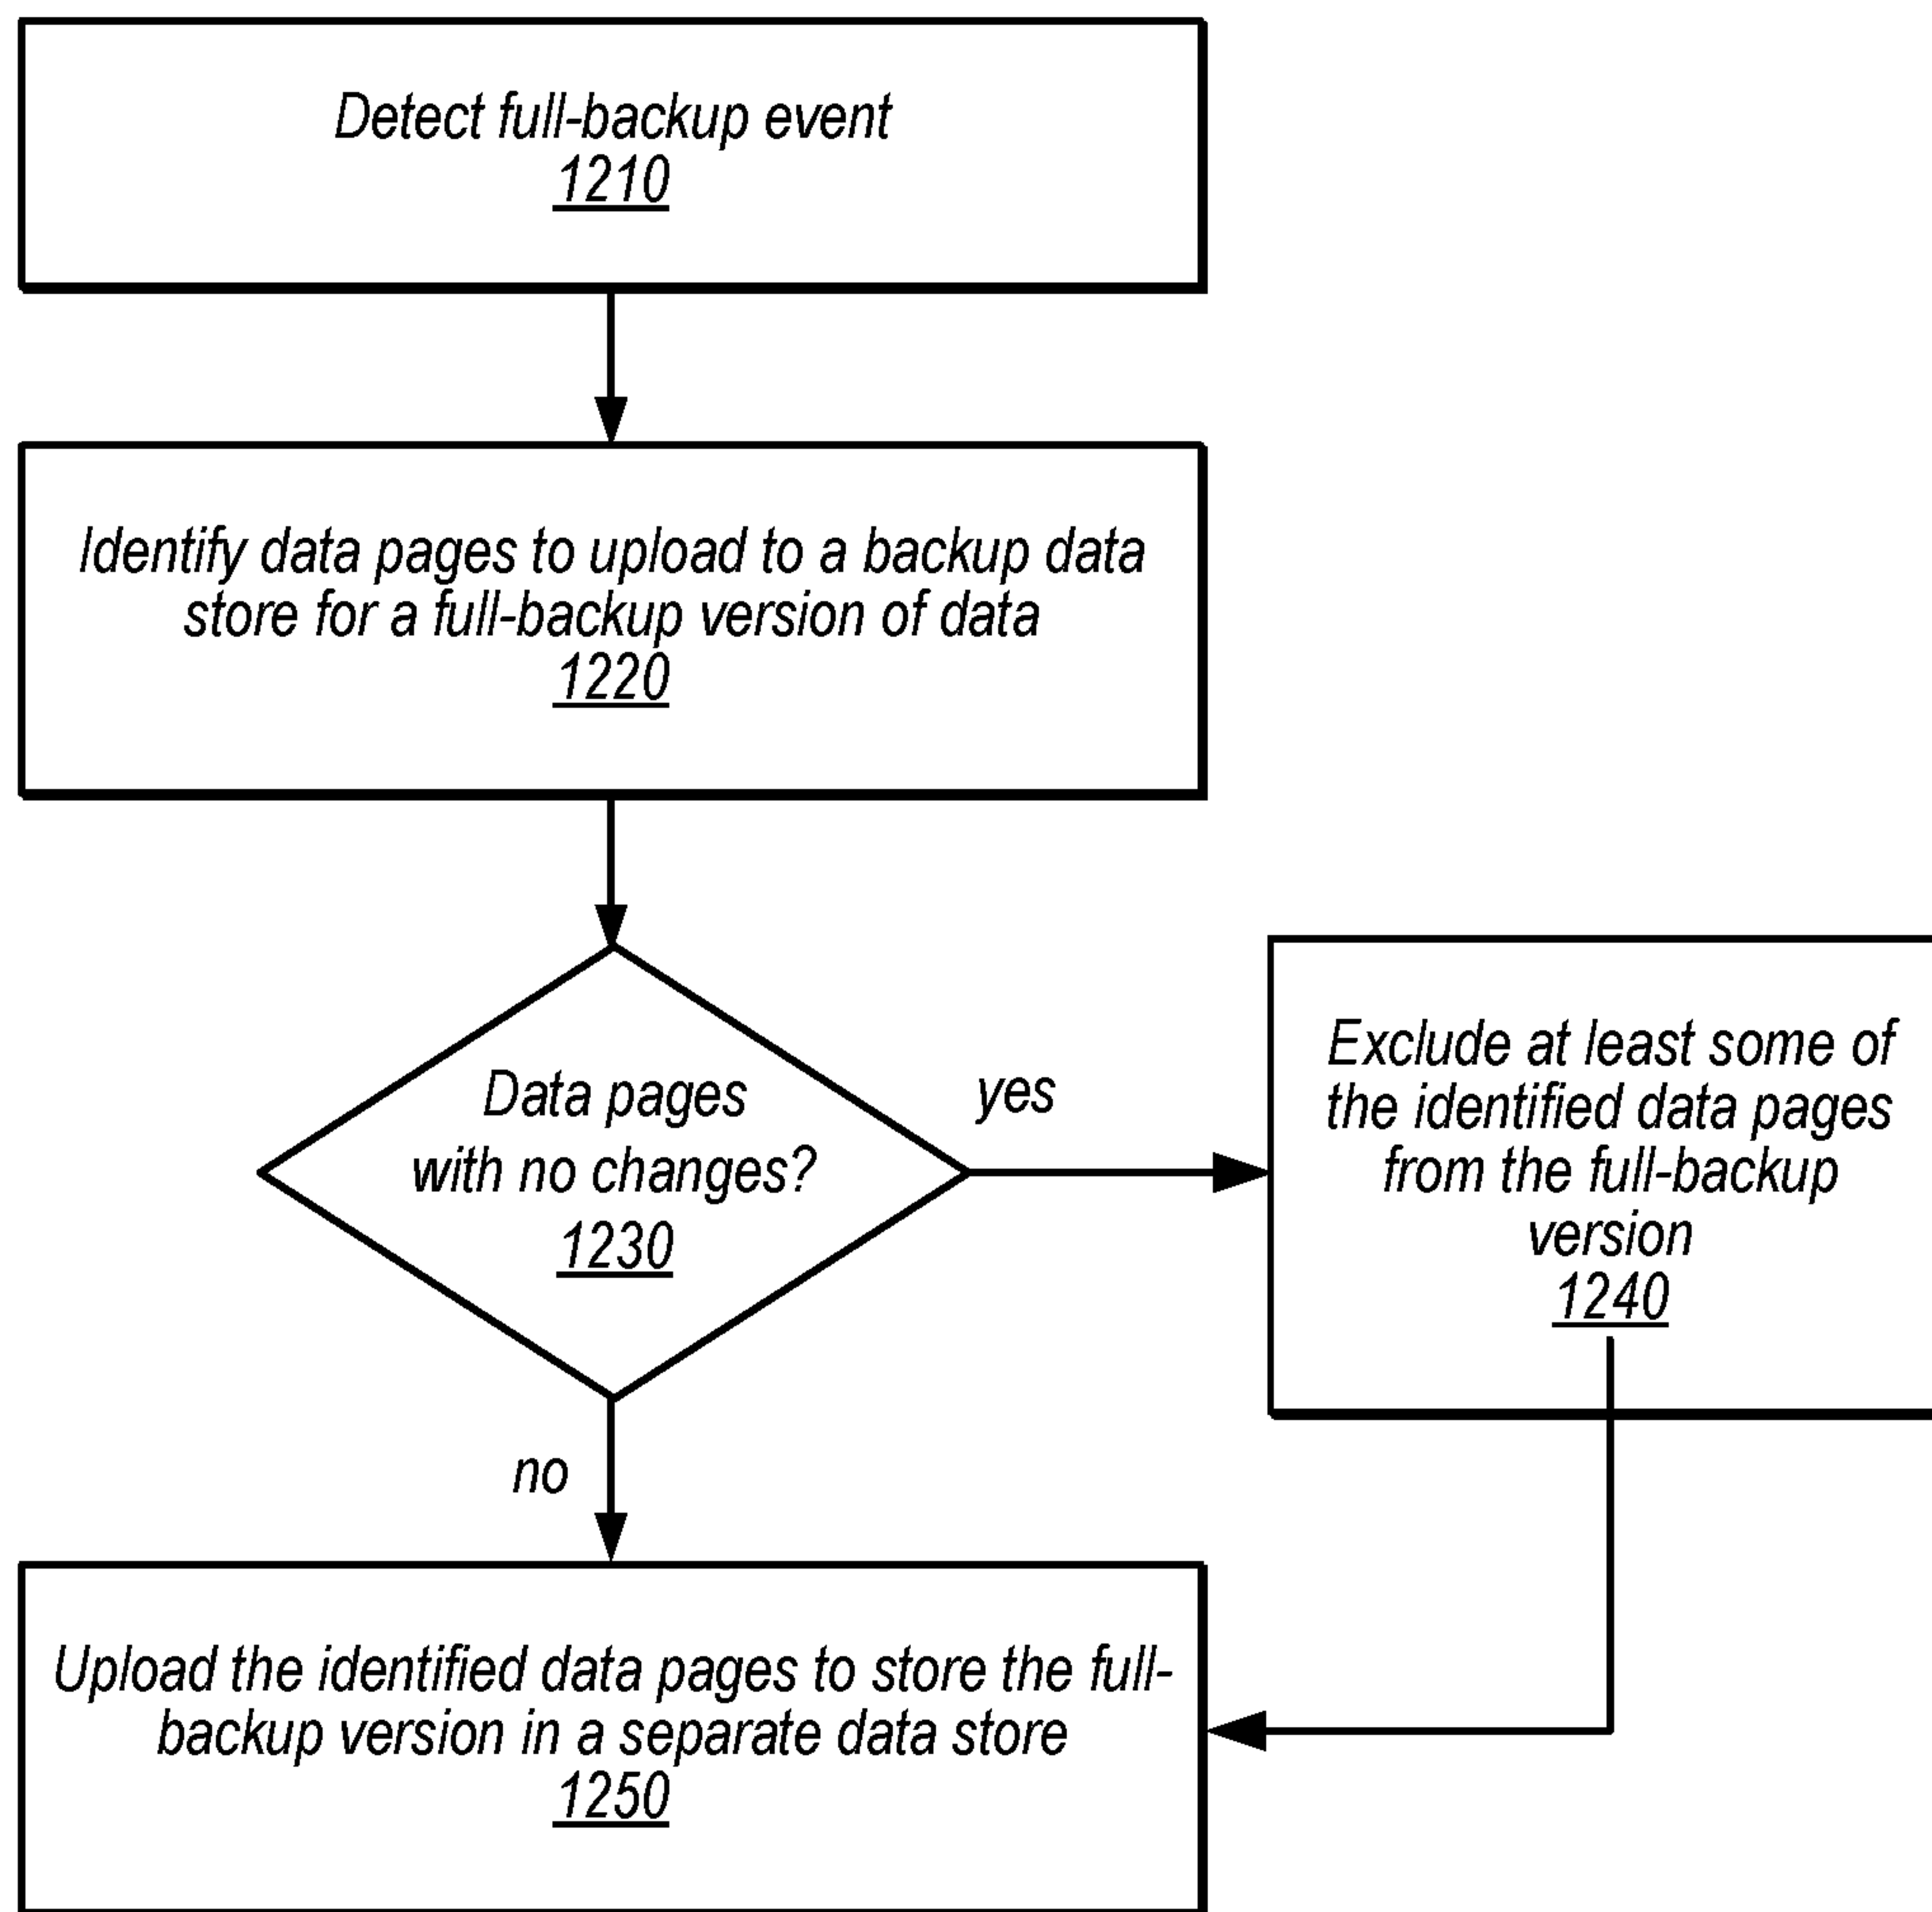 Detect full-backup event
1210
Identify data pages to upload to a backup data
store for a full-backup version of data
1220
Data pages
with no changes?
1230
yes
Exclude at least some of
the identified data pages
from the full-backup
version
1240
no
Upload the identified data pages to store the full-
backup version in a separate data store
1250